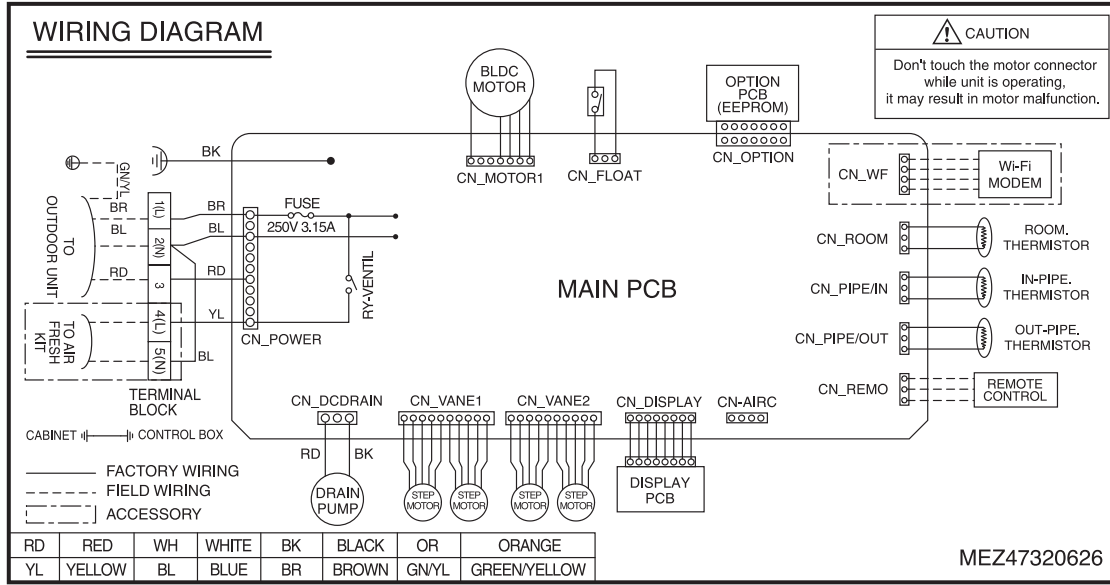 WIRING DIAGRAM
CAUTION
Don't touch the motor connector
while unit is operating,
it may result in motor malfunction.
BLDC
MOTOR
CN_MOTOR1
CN_FLOAT
OPTION
PCB
(EEPROM)
CN_OPTION
CN_WF
Wi-Fi
MODEM
CN_ROOM
ROOM.
THERMISTOR
CN_PIPE/IN
IN-PIPE.
THERMISTOR
CN_PIPE/OUT
OUT-PIPE.
THERMISTOR
CN_REMO
REMOTE
CONTROL
MAIN PCB
GN/YL
BK
TO
OUTDOOR UNIT
BR
BL
RD
1(L)
2(N)
3
4(L)
5(N)
BR
BL
RD
YL
BL
FUSE
250V 3.15A
RY-VENTIL
CN_POWER
TO AIR
FRESH
KIT
TERMINAL
BLOCK
CABINET
CONTROL BOX
FACTORY WIRING
FIELD WIRING
ACCESSORY
CN_DCDRAIN
RD
BK
DRAIN
PUMP
CN_VANE1
STEP
MOTOR
STEP
MOTOR
CN_VANE2
STEP
MOTOR
STEP
MOTOR
CN_DISPLAY
DISPLAY
PCB
CN-AIRC
RD RED WH WHITE BK BLACK OR ORANGE
YL YELLOW BL BLUE BR BROWN GN/YL GREEN/YELLOW
MEZ47320626